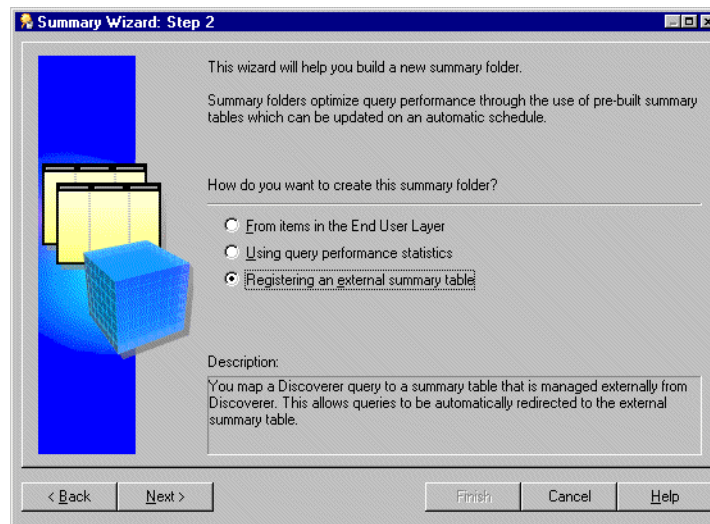 Summary Wizard: Step 2
This wizard will help you build a new summary folder.
Summary folders optimize query performance through the use of pre-built summary
tables which can be updated on an automatic schedule.
How do you want to create this summary folder?
From items in the End User Layer
Using query performance statistics
Registering an external summary table
Description:
You map a Discoverer query to a summary table that is managed externally from
Discoverer. This allows queries to be automatically redirected to the external
summary table.
< Back Next > Finish Cancel Help